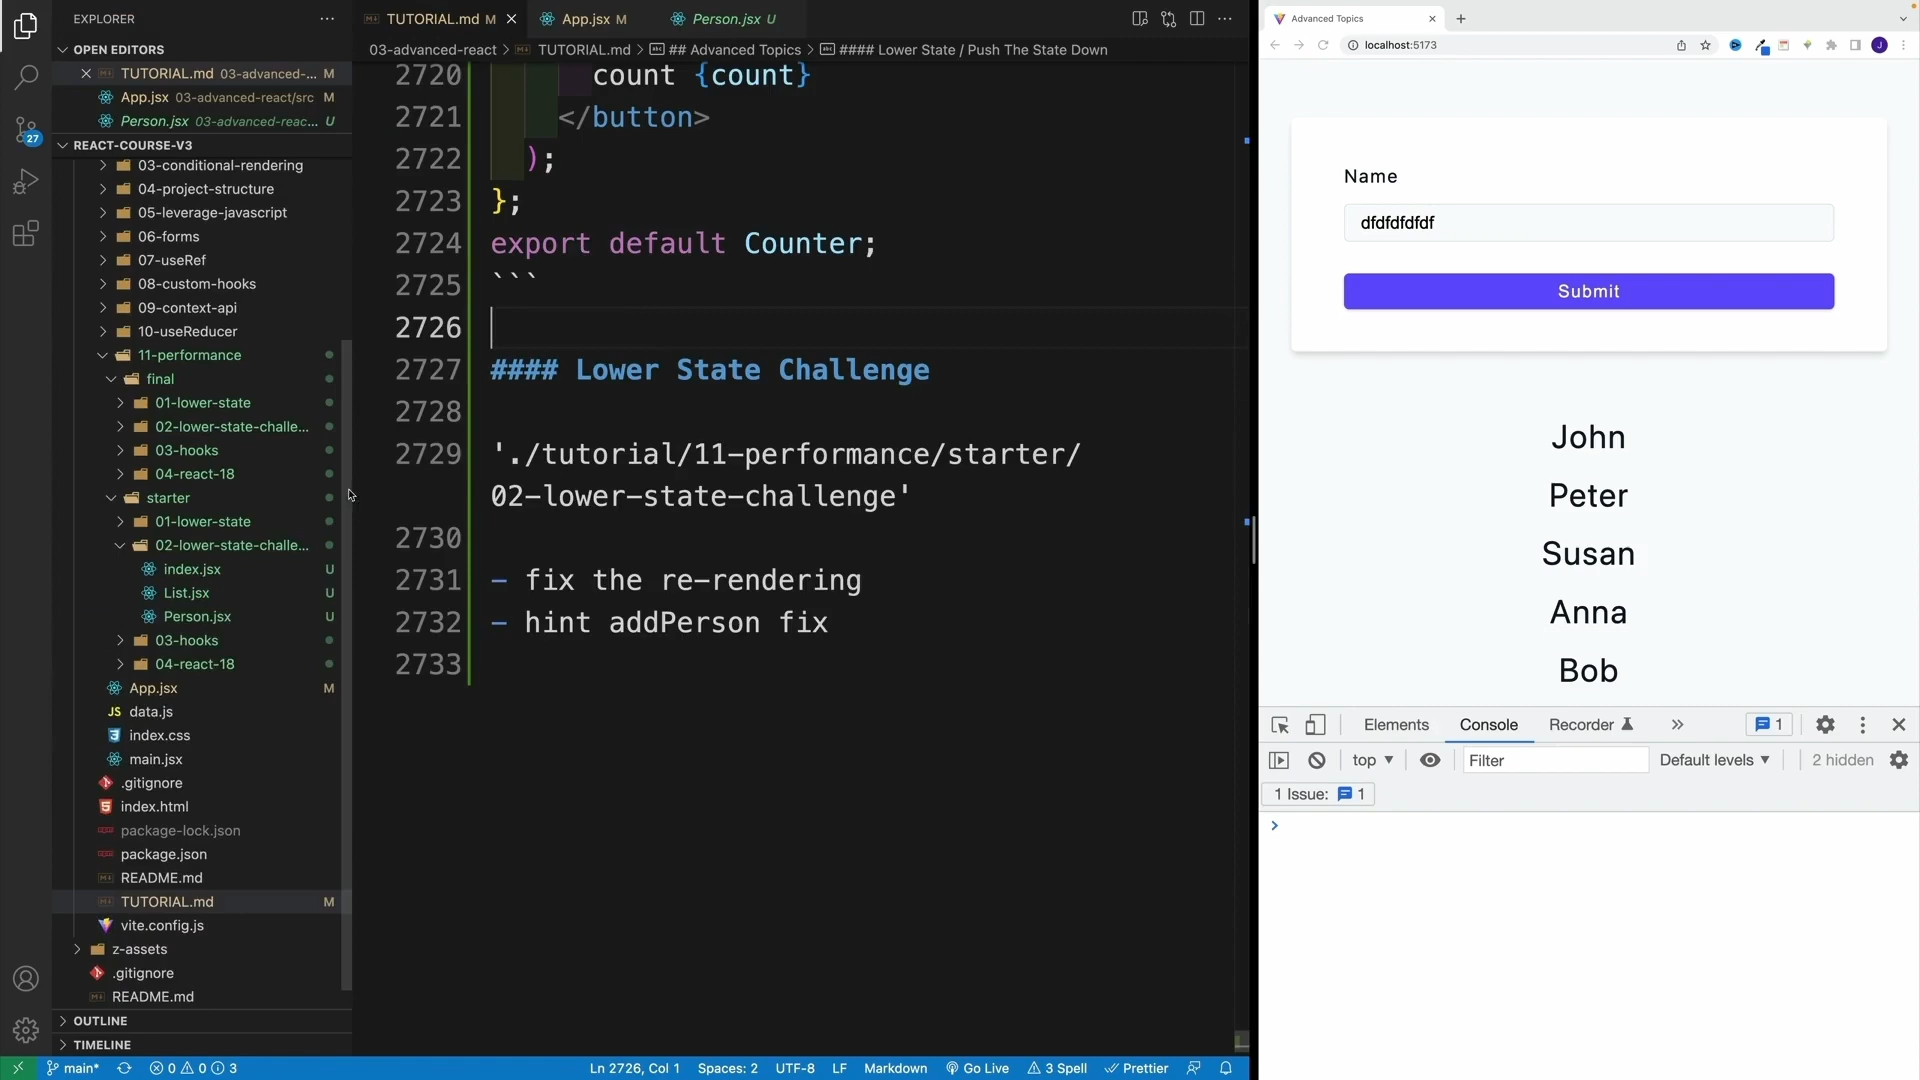 EXPLORER
OPEN EDITORS
TUTORIAL.md 03-advanced-... M
App.jsx 03-advanced-react/src M
Person.jsx 03-advanced-reac... U
REACT-COURSE-V3
03-conditional-rendering
04-project-structure
05-leverage-javascript
06-forms
07-useRef
08-custom-hooks
09-context-api
10-useReducer
11-performance
final
01-lower-state
02-lower-state-challe...
03-hooks
04-react-18
starter
01-lower-state
02-lower-state-challe...
index.jsx U
List.jsx U
Person.jsx U
03-hooks
04-react-18
App.jsx M
JS data.js
index.css
main.jsx
.gitignore
index.html
package-lock.json
package.json
README.md
TUTORIAL.md M
vite.config.js
z-assets
.gitignore
README.md
OUTLINE
TIMELINE
27
TUTORIAL.md M
App.jsx M
Person.jsx U
03-advanced-react > TUTORIAL.md > ## Advanced Topics > #### Lower State / Push The State Down
2720 count {count}
2721 </button>
2722 );
2723 };
2724 export default Counter;
2725 ```
2726
2727 #### Lower State Challenge
2728
2729 './tutorial/11-performance/starter/
02-lower-state-challenge'
2730
2731 - fix the re-rendering
2732 - hint addPerson fix
2733
main* 0 0 3
Ln 2726, Col 1 Spaces: 2 UTF-8 LF Markdown Go Live 3 Spell Prettier
Advanced Topics
localhost:5173
J
Name
dfdfdfdfdf
Submit
John
Peter
Susan
Anna
Bob
Elements Console Recorder 1
top Filter Default levels 2 hidden
1 Issue: 1